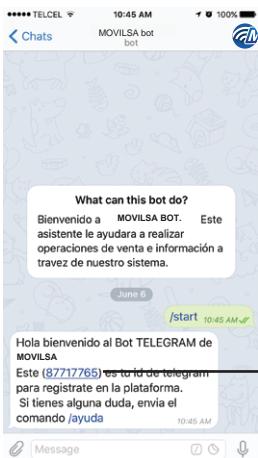 TELCEL 10:45 AM 100%
Chats MOVILSA bot
bot
What can this bot do?
Bienvenido a MOVILSA BOT. Este
asistente le ayudara a realizar
operaciones de venta e información a
travez de nuestro sistema.
June 6
/start 10:45 AM
Hola bienvenido al Bot TELEGRAM de
MOVILSA
Este (87717765) es tu id de telegram
para registrate en la plataforma.
Si tienes alguna duda, envia el
comando /ayuda
10:45 AM
Message